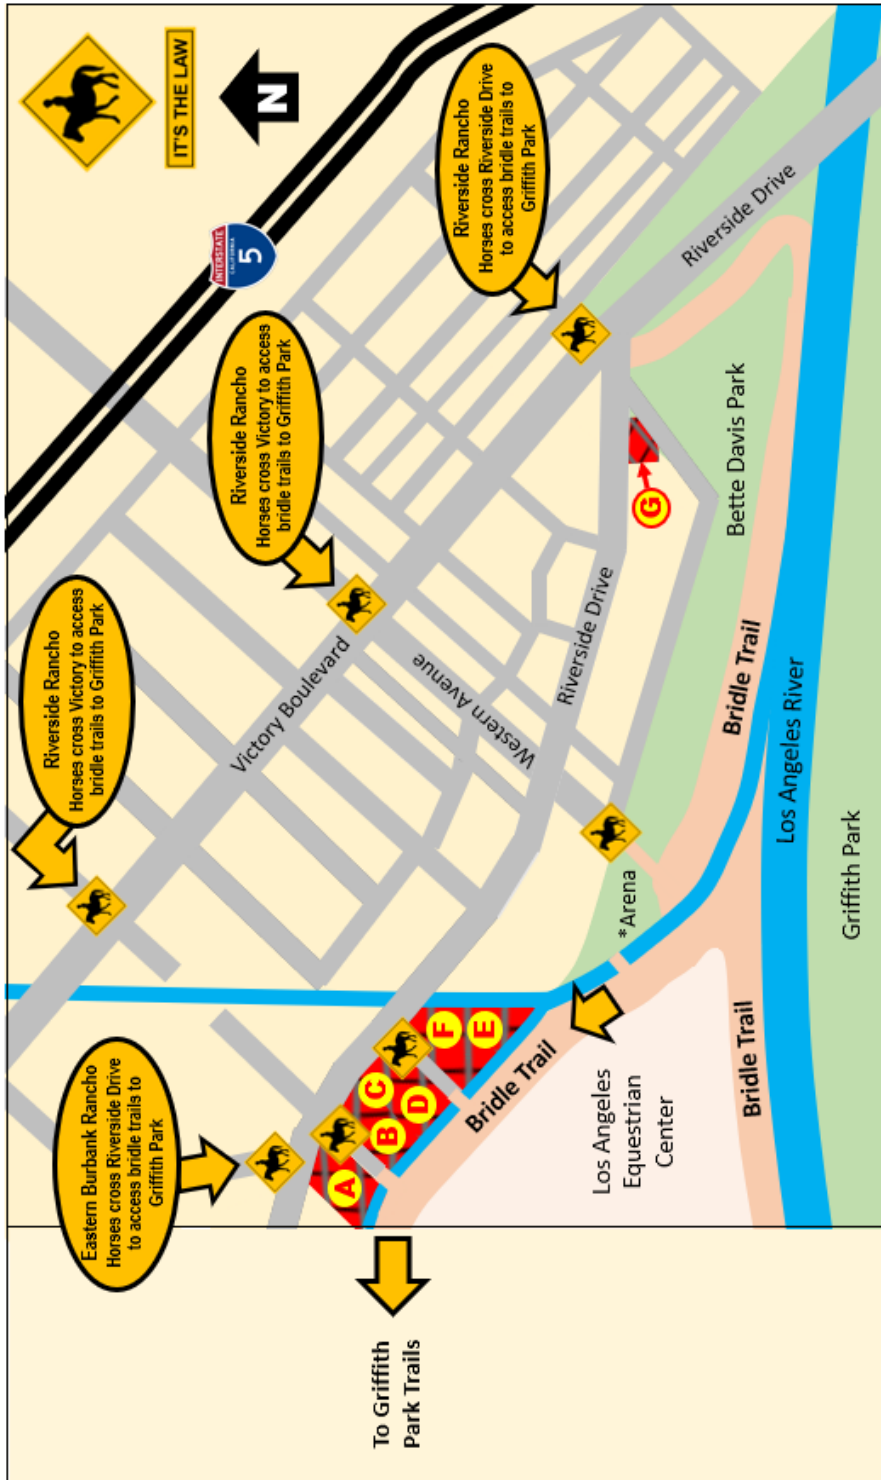 Eastern Burbank Rancho
Horses cross Riverside Drive
to access bridle trails to
Griffith Park
Riverside Rancho
Horses cross Victory to access
bridle trails to Griffith Park
Riverside Rancho
Horses cross Victory to access
bridle trails to Griffith Park
IT'S THE LAW
N
INTERSTATE
CALIFORNIA
5
Riverside Rancho
Horses cross Riverside Drive
to access bridle trails to
Griffith Park
Victory Boulevard
Western Avenue
Riverside Drive
Riverside Drive
To Griffith
Park Trails
A
B
C
D
F
E
G
Bridle Trail
*Arena
Bette Davis Park
Los Angeles
Equestrian
Center
Bridle Trail
Bridle Trail
Los Angeles River
Griffith Park